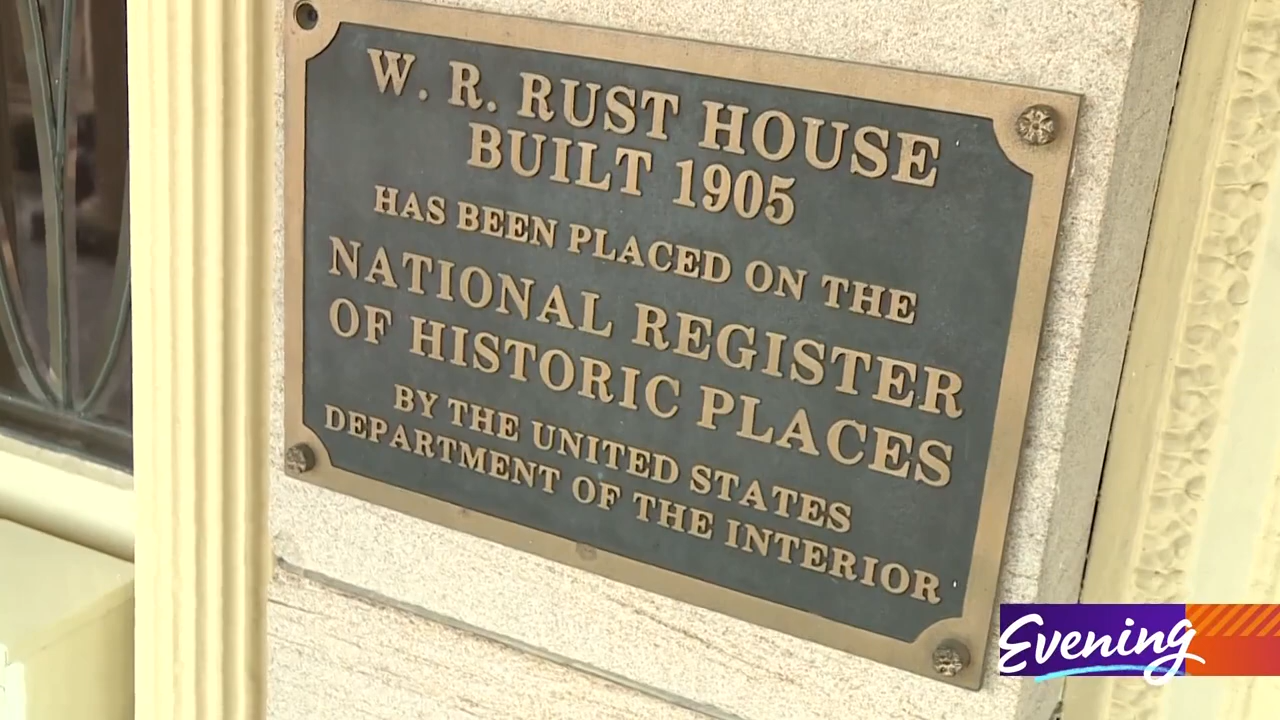 W. R. RUST HOUSE
BUILT 1905
HAS BEEN PLACED ON THE
NATIONAL REGISTER
OF HISTORIC PLACES
BY THE UNITED STATES
DEPARTMENT OF THE INTERIOR
Evening